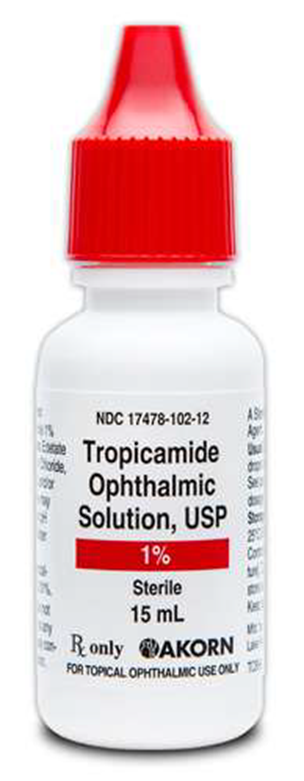 NDC 17478-102-12
Tropicamide
Ophthalmic
Solution, USP
1%
Sterile
15 mL
Rx only AKORN
FOR TOPICAL OPHTHALMIC USE ONLY